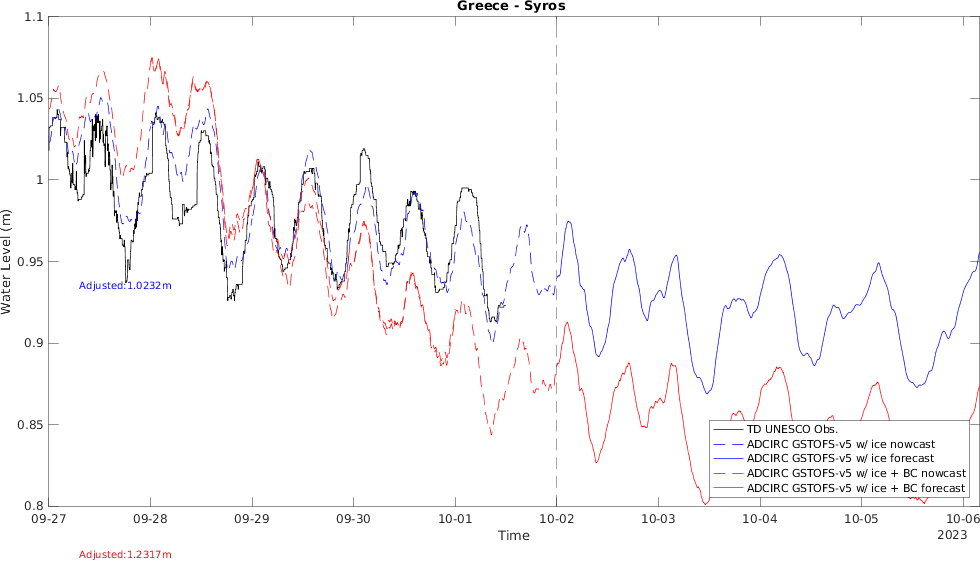 Greece - Syros
1.1
1.05
1
0.95
0.9
0.85
0.8
Water Level (m)
Adjusted:1.0232m
TD UNESCO Obs.
ADCIRC GSTOFS-v5 w/ ice nowcast
ADCIRC GSTOFS-v5 w/ ice forecast
ADCIRC GSTOFS-v5 w/ ice + BC nowcast
ADCIRC GSTOFS-v5 w/ ice + BC forecast
09-27 09-28 09-29 09-30 10-01 10-02 10-03 10-04 10-05 10-06
2023
Time
Adjusted:1.2317m